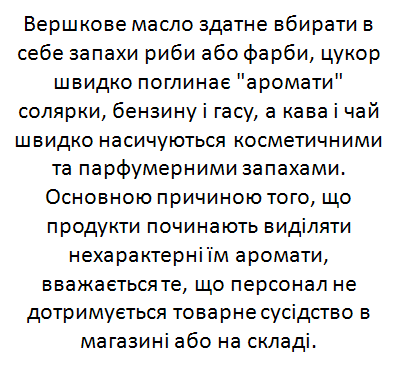 Вершкове масло здатне вбирати в
себе запахи риби або фарби, цукор
швидко поглинає "аромати"
солярки, бензину і гасу, а кава і чай
швидко насичуються косметичними
та парфумерними запахами.
Основною причиною того, що
продукти починають виділяти
нехарактерні їм аромати,
вважається те, що персонал не
дотримується товарне сусідство в
магазині або на складі.